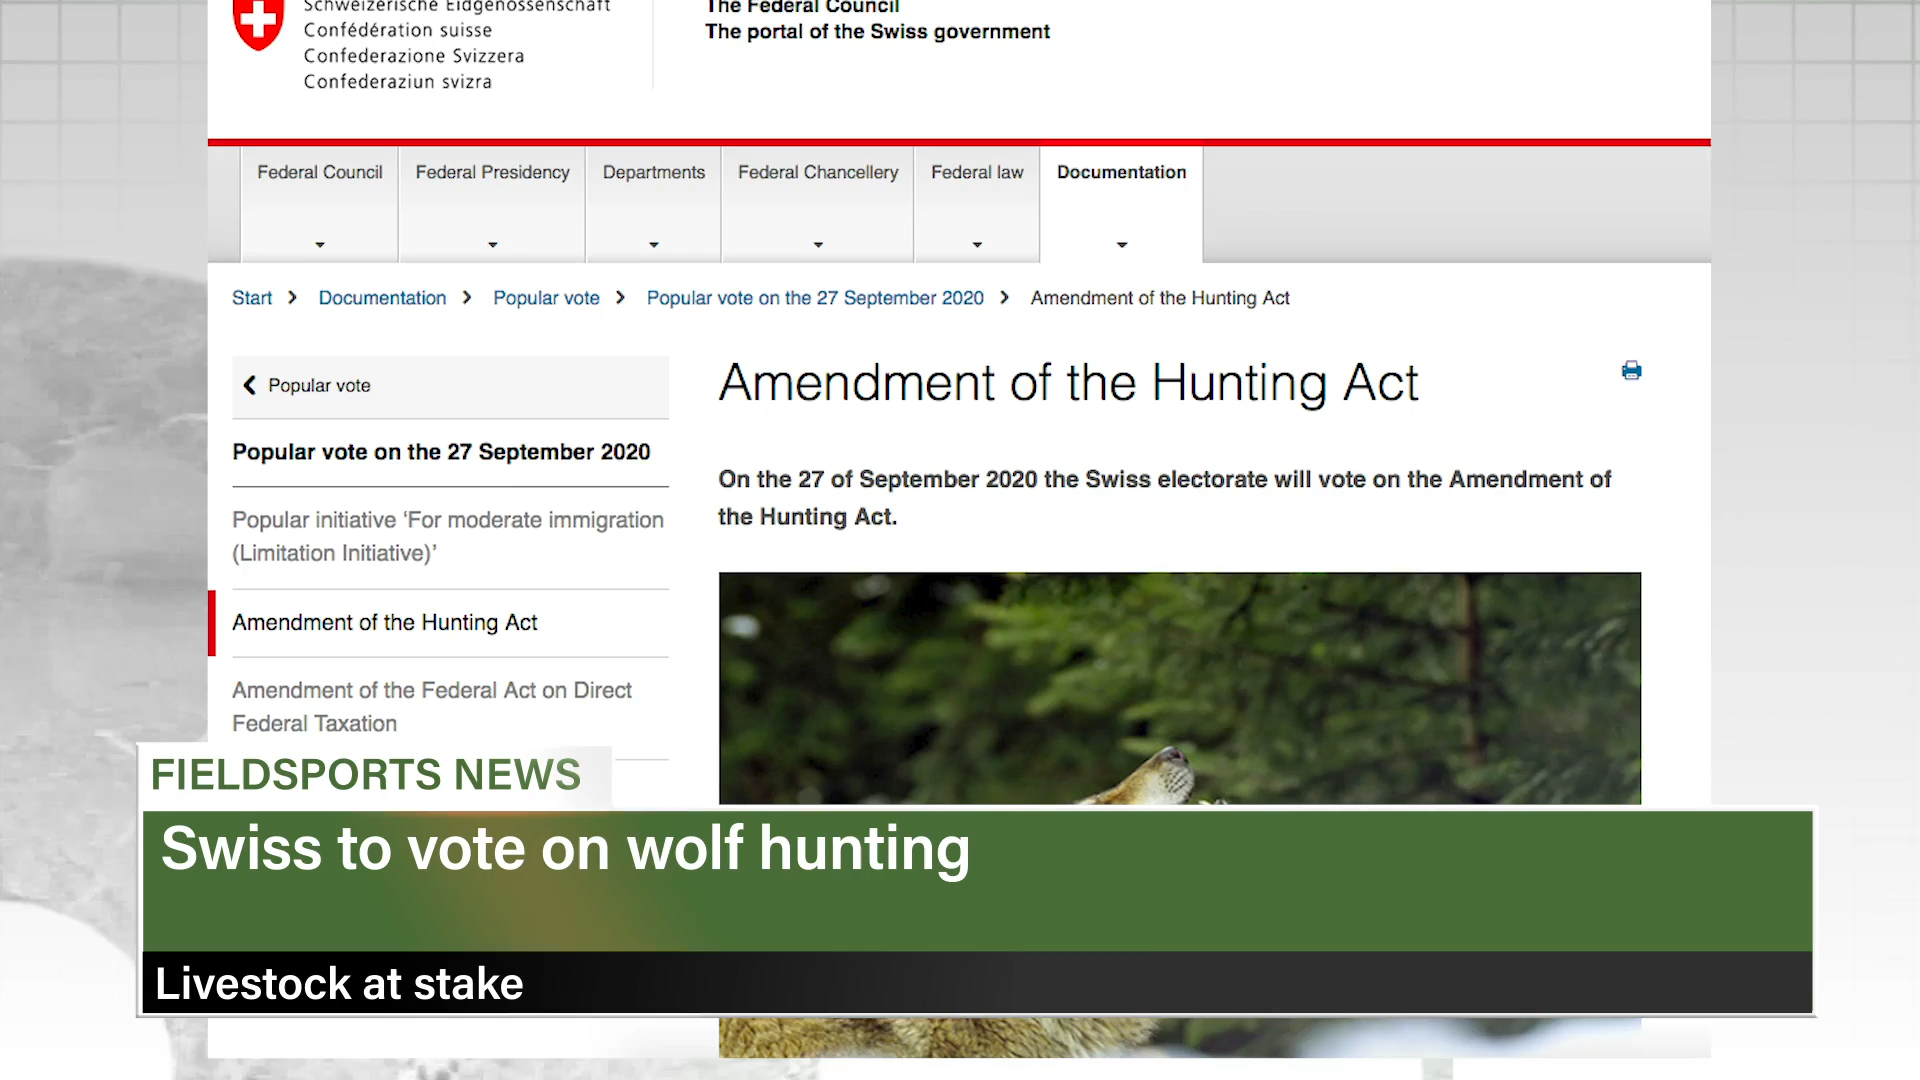 Schweizerische Eidgenossenschaft
Confédération suisse
Confederazione Svizzera
Confederaziun svizra
The Federal Council
The portal of the Swiss government
Federal Council
Federal Presidency
Departments
Federal Chancellery
Federal law
Documentation
Start > Documentation > Popular vote > Popular vote on the 27 September 2020 > Amendment of the Hunting Act
Popular vote
Popular vote on the 27 September 2020
Popular initiative ‘For moderate immigration
(Limitation Initiative)’
Amendment of the Hunting Act
Amendment of the Federal Act on Direct
Federal Taxation
Amendment of the Hunting Act
On the 27 of September 2020 the Swiss electorate will vote on the Amendment of
the Hunting Act.
FIELDSPORTS NEWS
Swiss to vote on wolf hunting
Livestock at stake